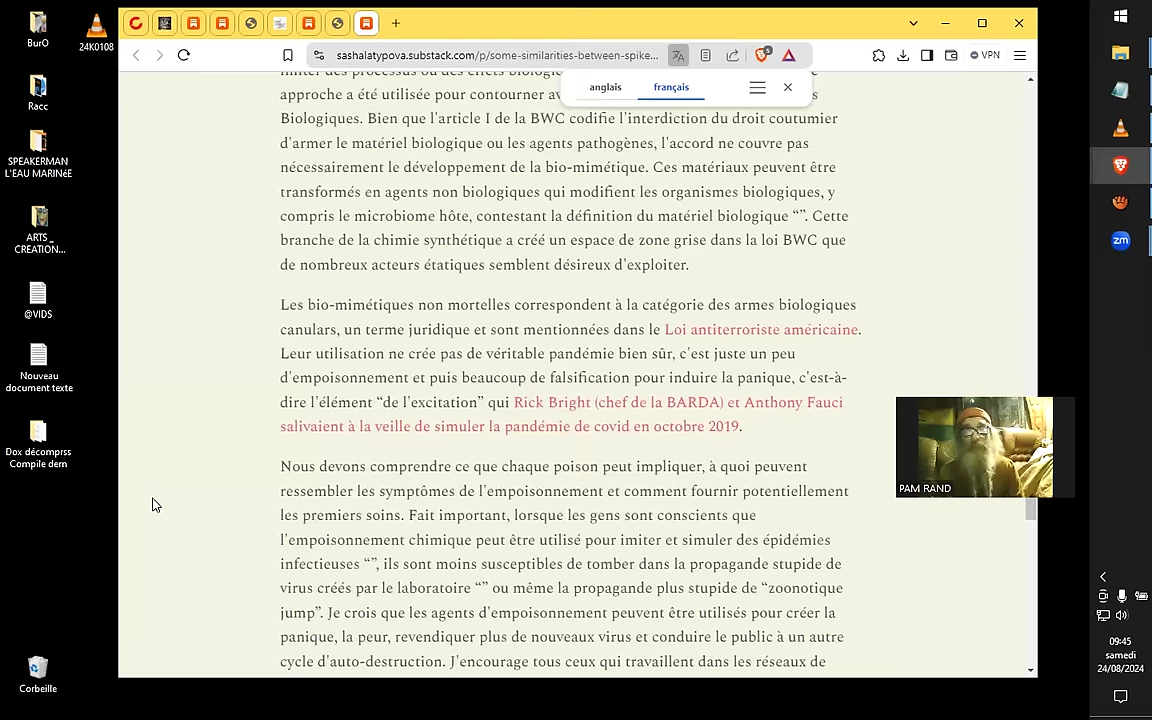 BurO
24K0108
Racc
SPEAKERMAN
L'EAU MARINéE
ARTS_
CREATION...
@VIDS
Nouveau
document texte
Dox décomprss
Compile dern
Corbeille
sashalatypova.substack.com/p/some-similarities-between-spike...
5
VPN
anglais
français
approche a été utilisée pour contourner av
s
Biologiques. Bien que l'article I de la BWC codifie l'interdiction du droit coutumier
d'armer le matériel biologique ou les agents pathogènes, l'accord ne couvre pas
nécessairement le développement de la bio-mimétique. Ces matériaux peuvent être
transformés en agents non biologiques qui modifient les organismes biologiques, y
compris le microbiome hôte, contestant la définition du matériel biologique “”. Cette
branche de la chimie synthétique a créé un espace de zone grise dans la loi BWC que
de nombreux acteurs étatiques semblent désireux d'exploiter.
Les bio-mimétiques non mortelles correspondent à la catégorie des armes biologiques
canulars, un terme juridique et sont mentionnées dans le Loi antiterroriste américaine.
Leur utilisation ne crée pas de véritable pandémie bien sûr, c'est juste un peu
d'empoisonnement et puis beaucoup de falsification pour induire la panique, c'est-à-
dire l'élément “de l'excitation” qui Rick Bright (chef de la BARDA) et Anthony Fauci
salivaient à la veille de simuler la pandémie de covid en octobre 2019.
Nous devons comprendre ce que chaque poison peut impliquer, à quoi peuvent
ressembler les symptômes de l'empoisonnement et comment fournir potentiellement
les premiers soins. Fait important, lorsque les gens sont conscients que
l'empoisonnement chimique peut être utilisé pour imiter et simuler des épidémies
infectieuses “”, ils sont moins susceptibles de tomber dans la propagande stupide de
virus créés par le laboratoire “” ou même la propagande plus stupide de “zoonotique
jump”. Je crois que les agents d'empoisonnement peuvent être utilisés pour créer la
panique, la peur, revendiquer plus de nouveaux virus et conduire le public à un autre
cycle d'auto-destruction. J'encourage tous ceux qui travaillent dans les réseaux de
PAM RAND
zm
09:45
samedi
24/08/2024